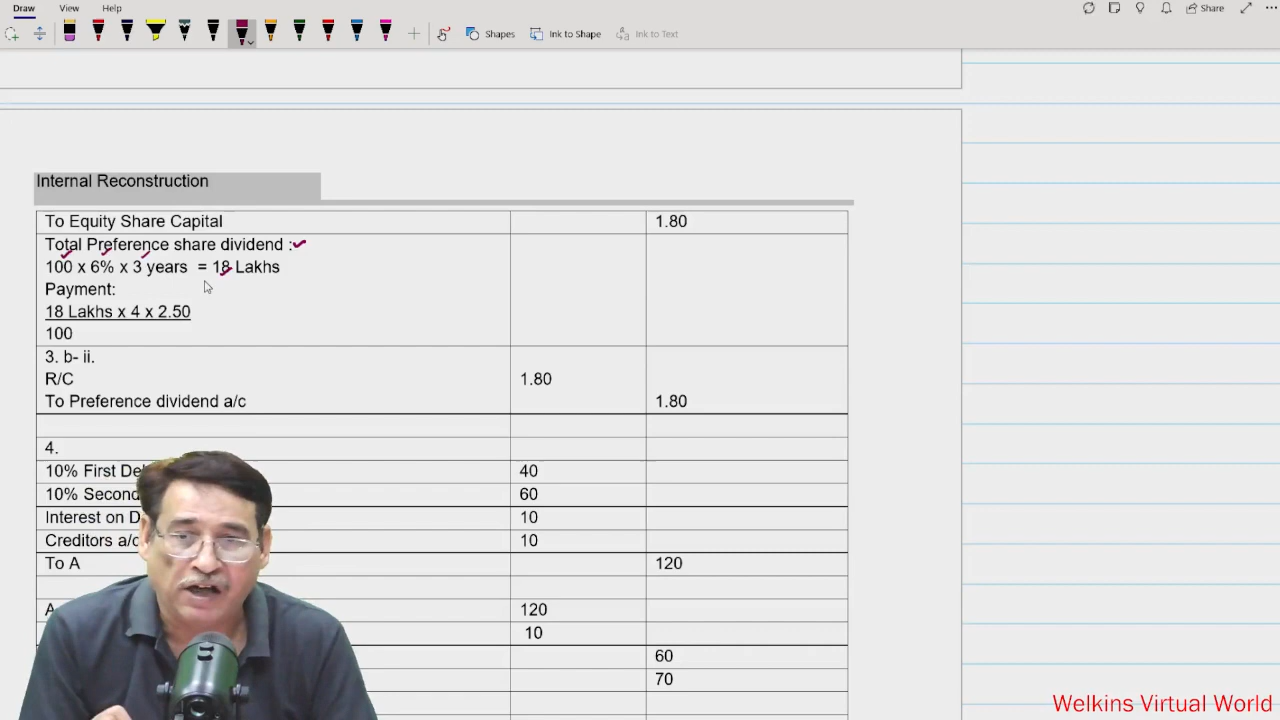 Draw View Help
Share
Shapes Ink to Shape Ink to Text
Internal Reconstruction
To Equity Share Capital 1.80
Total Preference share dividend :
100 x 6% x 3 years = 18 Lakhs
Payment:
18 Lakhs x 4 x 2.50
100
3. b- ii.
R/C 1.80
To Preference dividend a/c 1.80
4.
10% First 40
10% Second 60
Interest on 10
Creditors a/c 10
To A 120
A 120
10
60
70
Welkins Virtual World